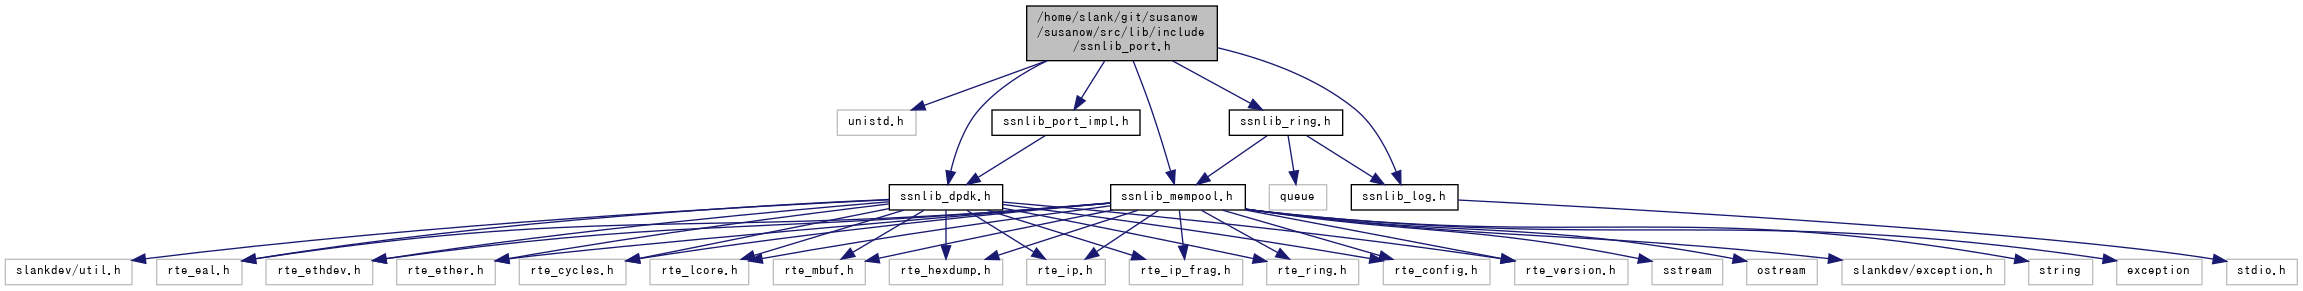 /home/slank/git/susanow
/susanow/src/lib/include
/ssnlib_port.h
unistd.h
ssnlib_port_impl.h
ssnlib_ring.h
ssnlib_dpdk.h
ssnlib_mempool.h
queue
ssnlib_log.h
slankdev/util.h
rte_eal.h
rte_ethdev.h
rte_ether.h
rte_cycles.h
rte_lcore.h
rte_mbuf.h
rte_hexdump.h
rte_ip.h
rte_ip_frag.h
rte_ring.h
rte_config.h
rte_version.h
sstream
ostream
slankdev/exception.h
string
exception
stdio.h